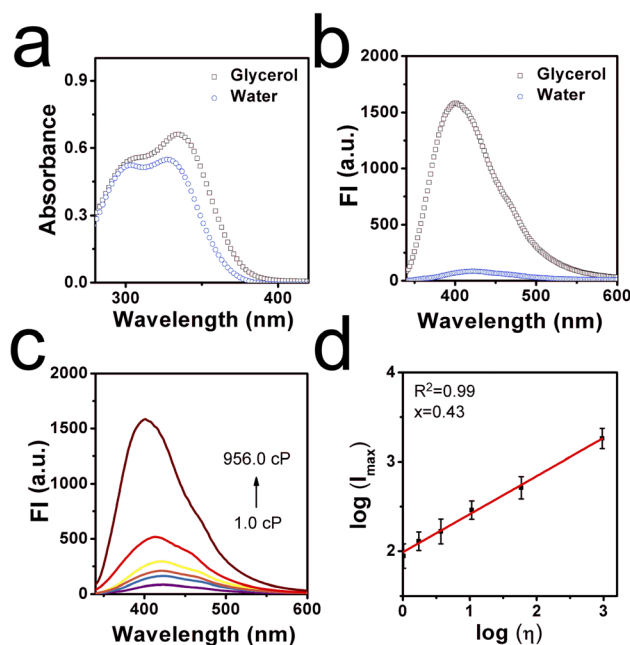 a
Glycerol
Water
Absorbance
0.9
0.6
0.3
0.0
300
400
Wavelength (nm)
b
Glycerol
Water
FI (a.u.)
2000
1500
1000
500
0
400
500
600
Wavelength (nm)
c
FI (a.u.)
2000
1500
1000
500
0
956.0 cP
1.0 cP
400
500
600
Wavelength (nm)
d
R²=0.99
x=0.43
log (Imax)
4
3
2
1
0
1
2
3
log (η)